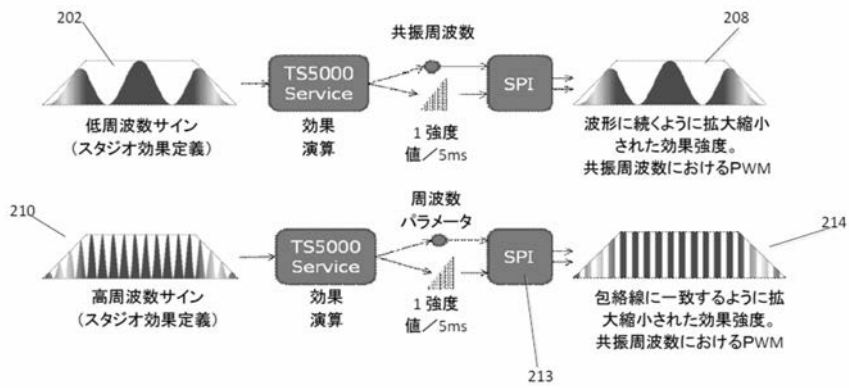 202
共振周波数
208
TS5000
Service
SPI
低周波数サイン
(スタジオ効果定義)
効果
演算
1 強度
値/5ms
波形に続くように拡大縮小
された効果強度。
共振周波数におけるPWM
210
周波数
パラメータ
214
TS5000
Service
SPI
高周波数サイン
(スタジオ効果定義)
効果
演算
1 強度
値/5ms
213
包絡線に一致するように拡
大縮小された効果強度。
共振周波数におけるPWM